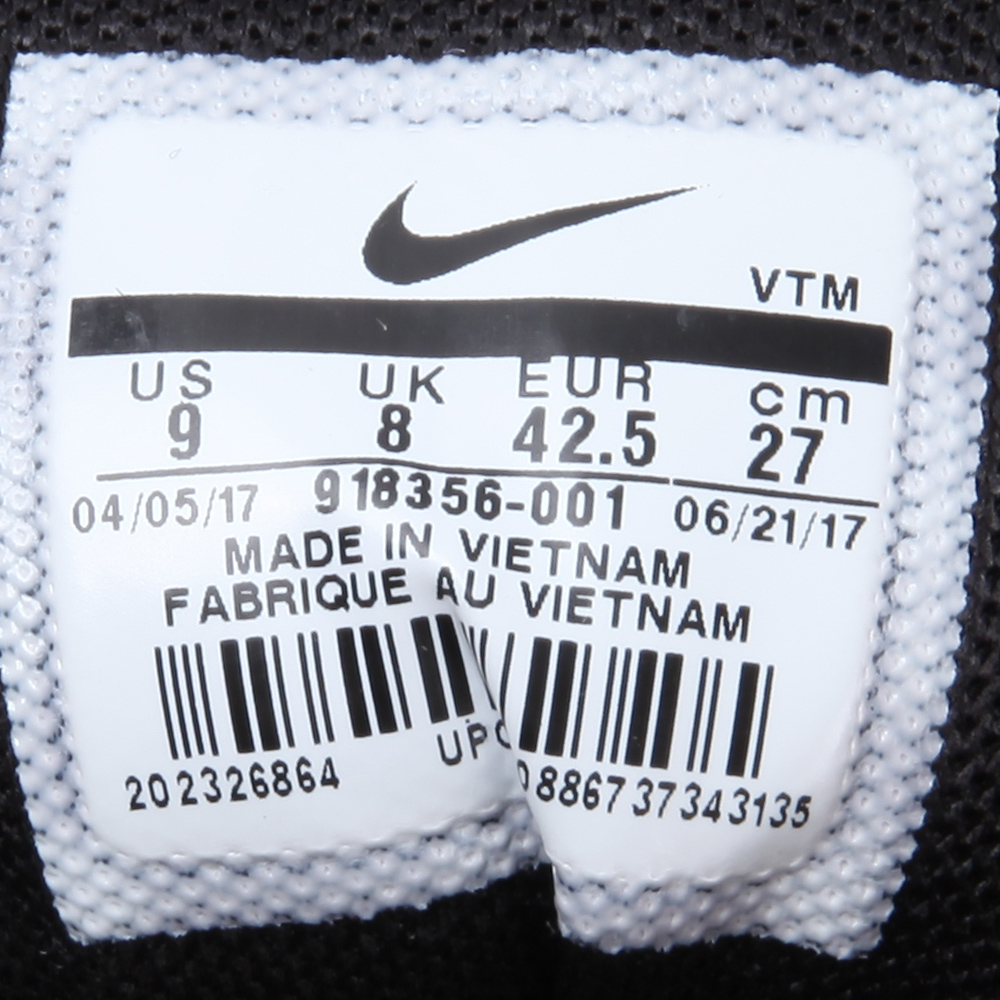 VTM
US UK EUR cm
9 8 42.5 27
04/05/17 918356-001 06/21/17
MADE IN VIETNAM
FABRIQUE AU VIETNAM
UPC
202326864 0886737343135